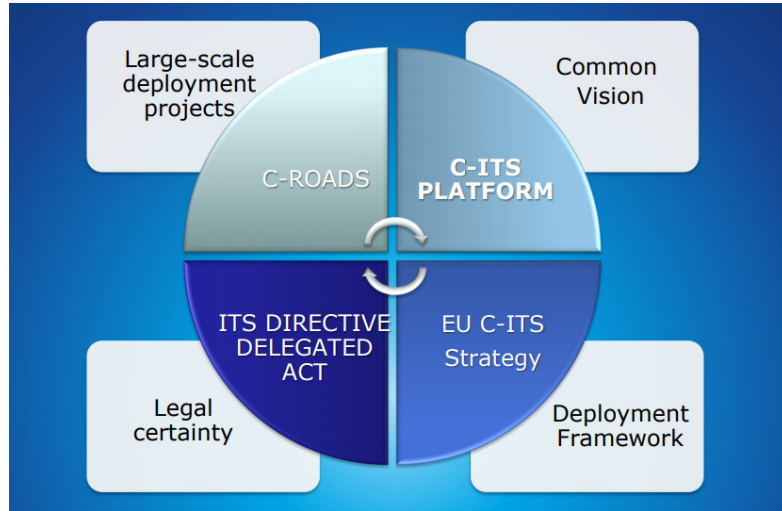 Large-scale
deployment
projects
Common
Vision
C-ROADS
C-ITS
PLATFORM
ITS DIRECTIVE
DELEGATED
ACT
EU C-ITS
Strategy
Legal
certainty
Deployment
Framework